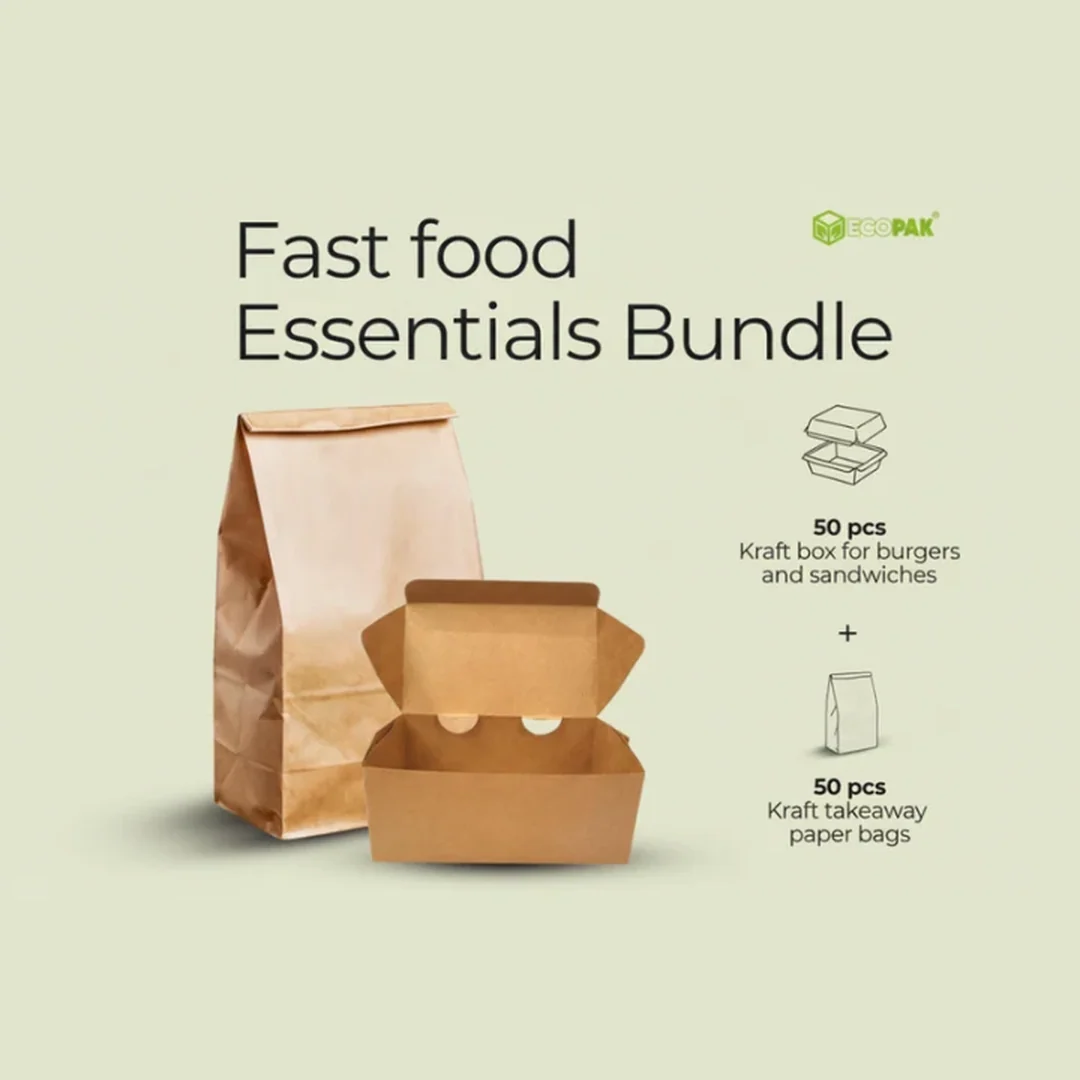 Fast food
Essentials Bundle
ECOPAK®
50 pcs
Kraft box for burgers
and sandwiches
+
50 pcs
Kraft takeaway
paper bags